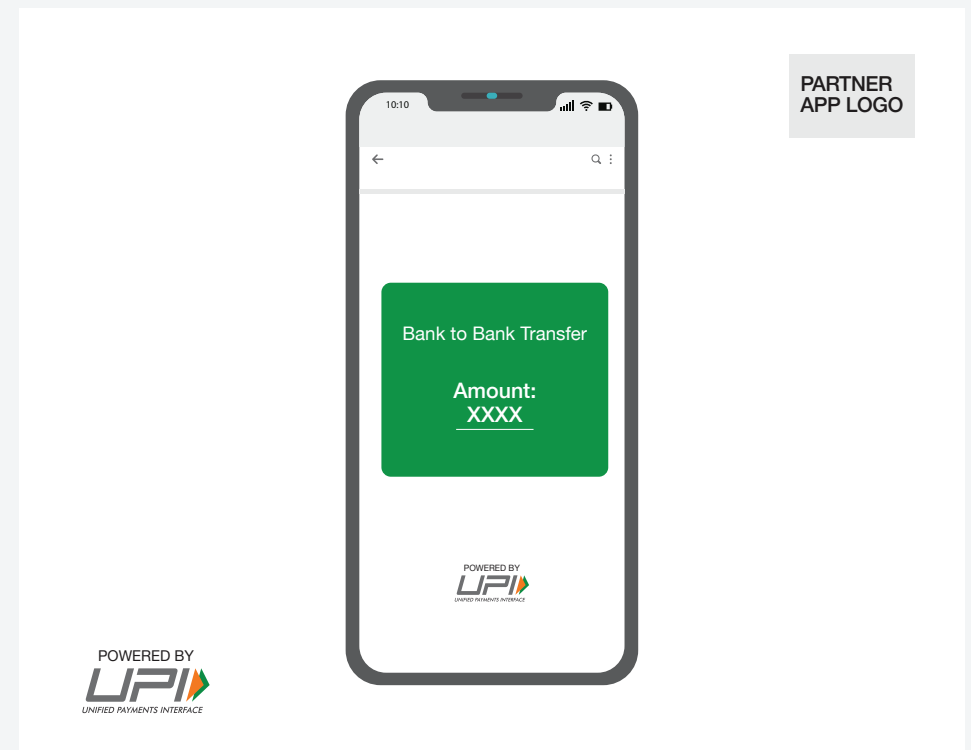 PARTNER
APP LOGO
10:10
Bank to Bank Transfer
Amount:
XXXX
POWERED BY
UPI
UNIFIED PAYMENTS INTERFACE
POWERED BY
UPI
UNIFIED PAYMENTS INTERFACE